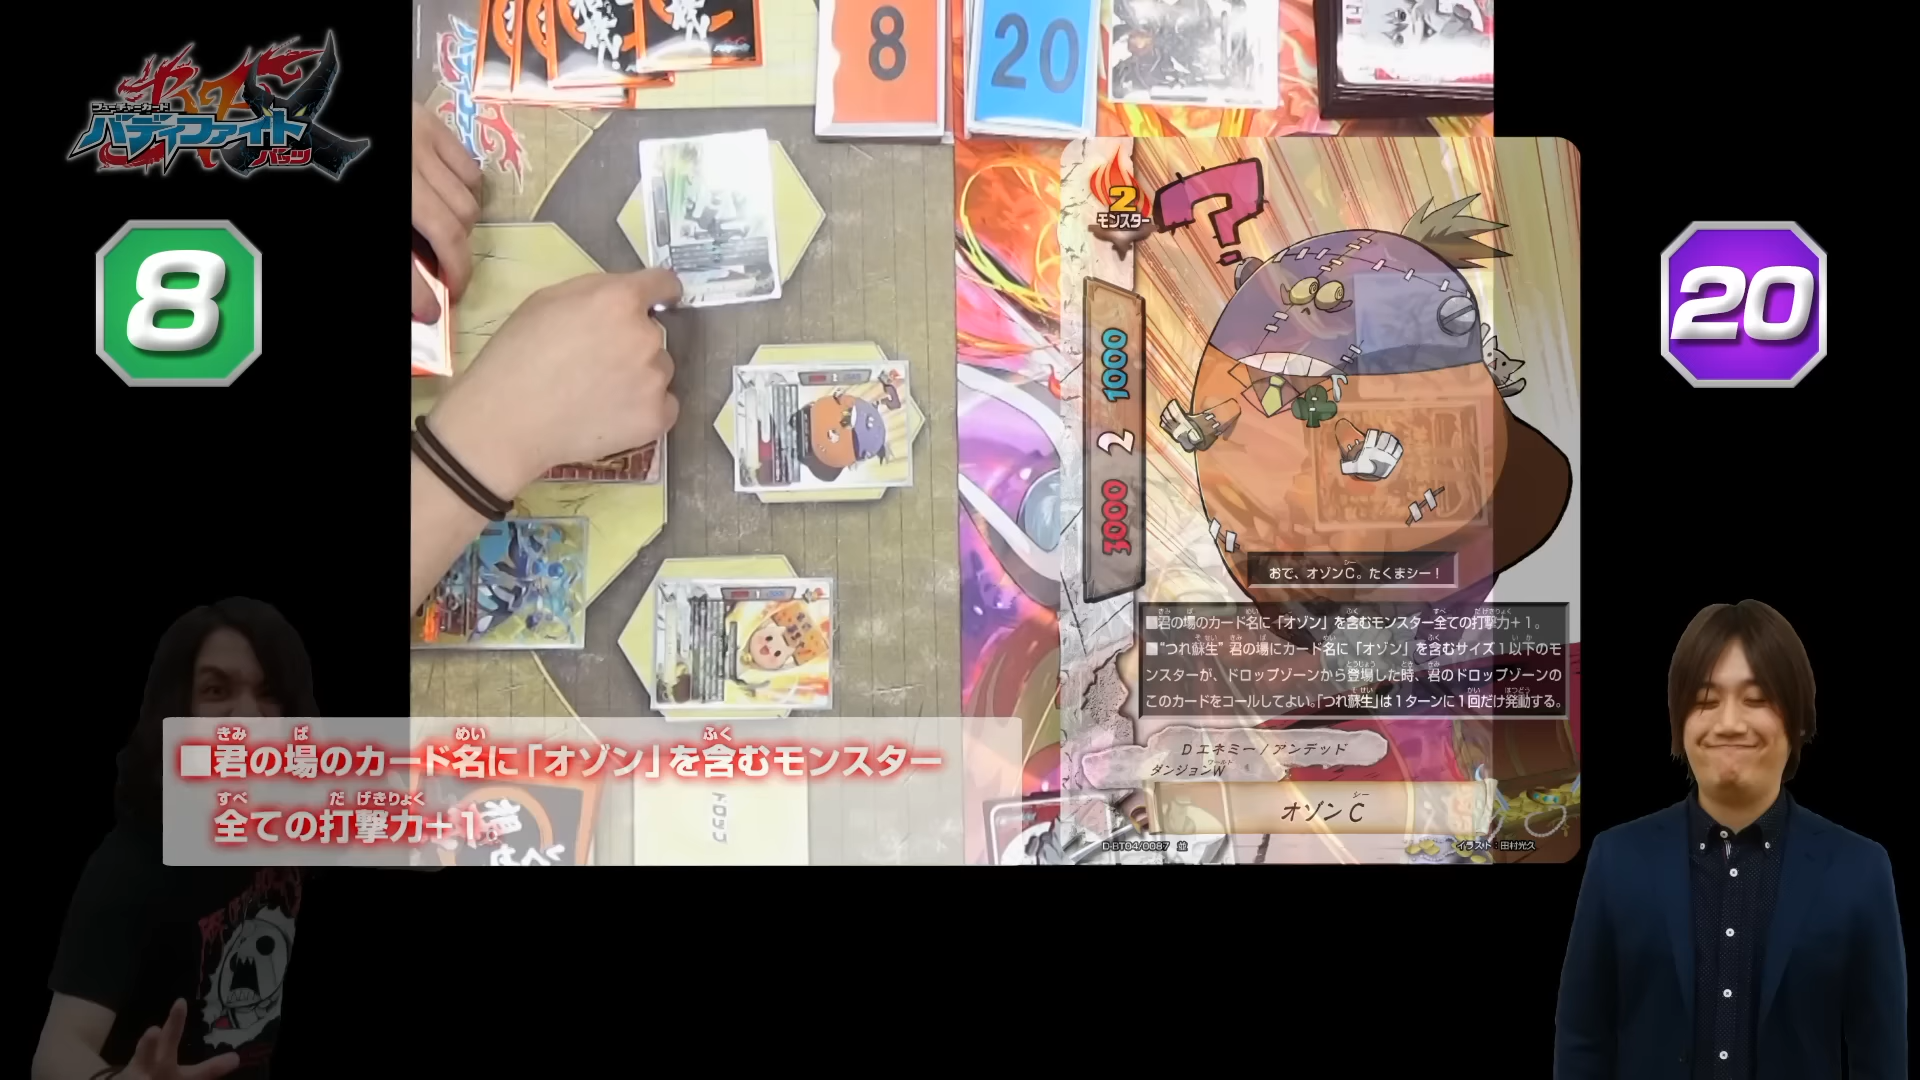 フューチャーカード
バディファイト
バッツ
8
20
8
20
2
モンスター
?
1000
2
3000
おで、オゾンC。たくまシー！
■君の場のカード名に「オゾン」を含むモンスター全ての打撃力＋1。
■“つれ蘇生” 君の場にカード名に「オゾン」を含むサイズ1以下のモ
ンスターが、ドロップゾーンから登場した時、君のドロップゾーンの
このカードをコールしてよい。「つれ蘇生」は1ターンに1回だけ発動する。
Dエネミー / アンデッド
ダンジョンW
オゾンC
D-BT04/0087 並
イラスト：田村光久
■君の場のカード名に「オゾン」を含むモンスター
全ての打撃力＋1。
ドロップ